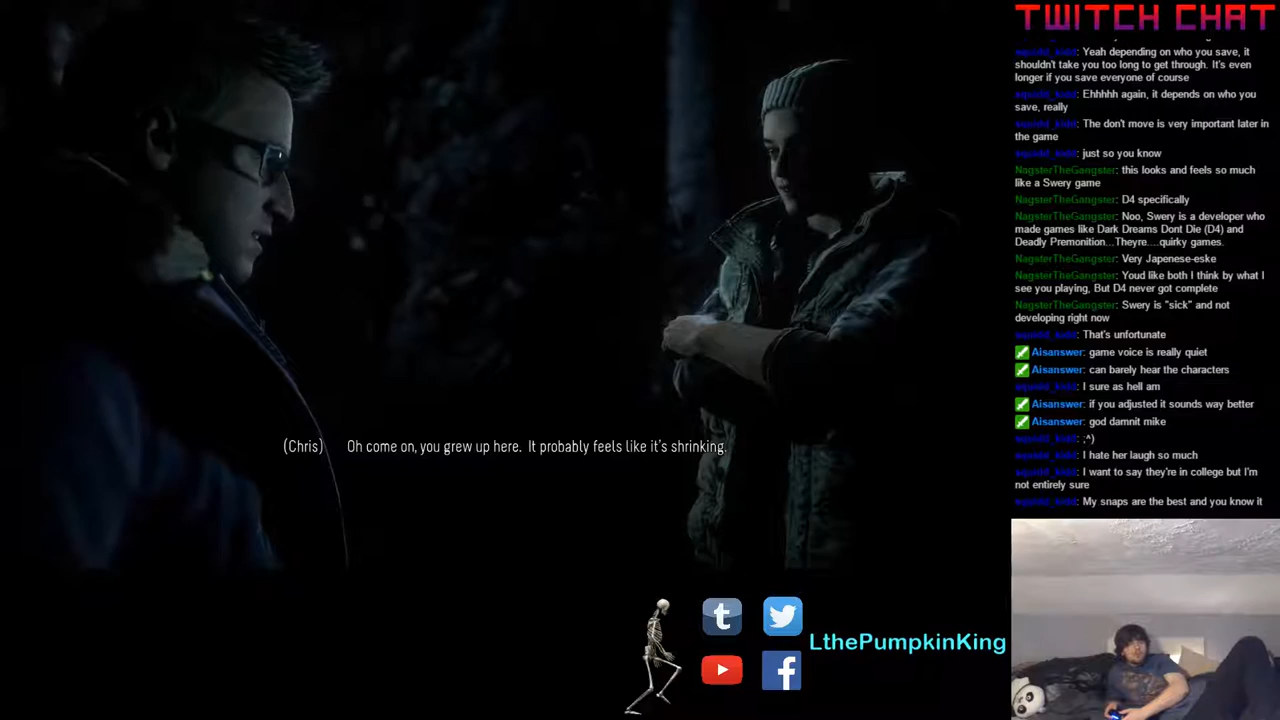 TWITCH CHAT
Yeah depending on who you save, it
shouldn't take you too long to get through. It's even
longer if you save everyone of course
Ehhhhh again, it depends on who you
save, really
The don't move is very important later in
the game
just so you know
NagsterTheGangster: this looks and feels so much
like a Swery game
NagsterTheGangster: D4 specifically
NagsterTheGangster: Noo, Swery is a developer who
made games like Dark Dreams Dont Die (D4) and
Deadly Premonition...Theyre....quirky games.
NagsterTheGangster: Very Japenese-eske
NagsterTheGangster: Youd like both I think by what I
see you playing, But D4 never got complete
NagsterTheGangster: Swery is "sick" and not
developing right now
That's unfortunate
Aisanswer: game voice is really quiet
Aisanswer: can barely hear the characters
I sure as hell am
Aisanswer: if you adjusted it sounds way better
Aisanswer: god damnit mike
;^)
I hate her laugh so much
I want to say they're in college but I'm
not entirely sure
My snaps are the best and you know it
(Chris) Oh come on, you grew up here. It probably feels like it's shrinking.
LthePumpkinKing